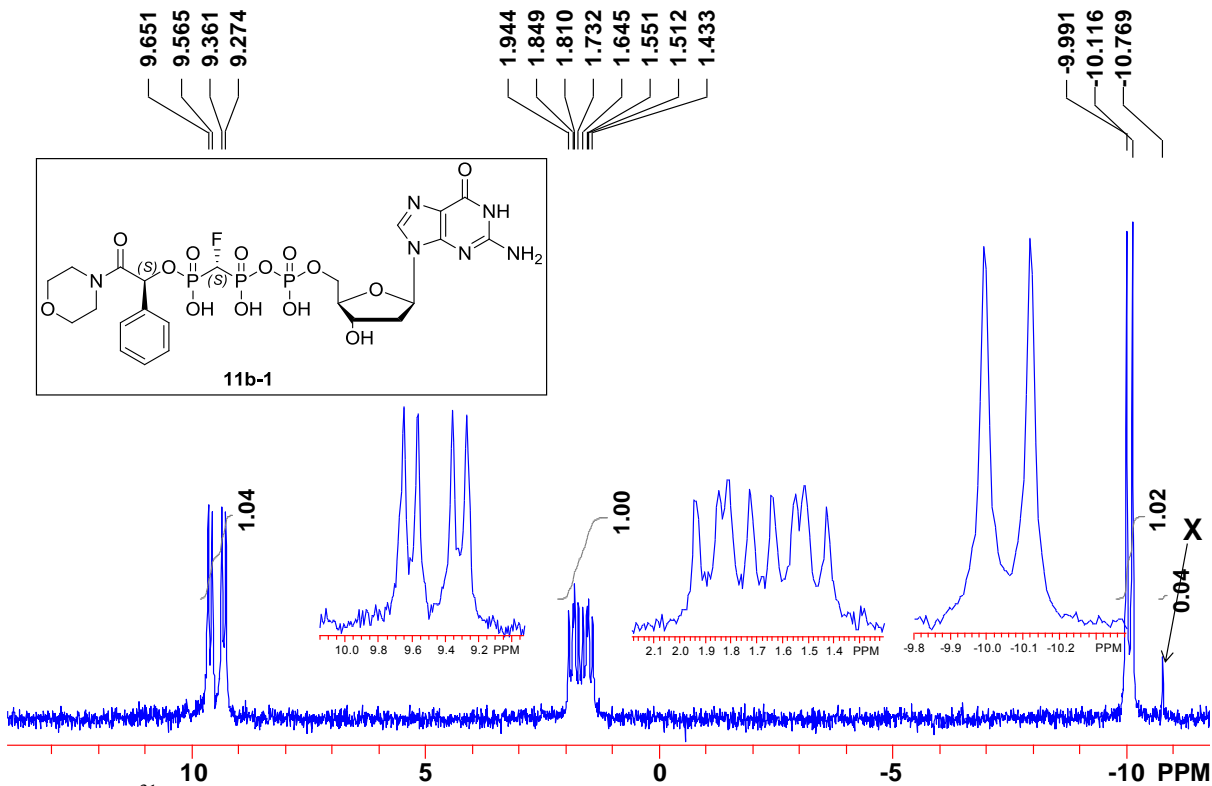 9.651 9.565 9.361 9.274 1.944 1.849 1.810 1.732 1.645 1.551 1.512 1.433 -9.991 -10.116 -10.769
O
N
NH
F
N
N
NH2
O
O
O
O
(S)
O
P
P
O
P
O
N
(S)
O
O
OH
OH
OH
OH
11b-1
1.04
1.00
1.02
X
0.04
10.0 9.8 9.6 9.4 9.2 PPM
2.1 2.0 1.9 1.8 1.7 1.6 1.5 1.4 PPM
-9.8 -9.9 -10.0 -10.1 -10.2 PPM
10 5 0 -5 -10 PPM